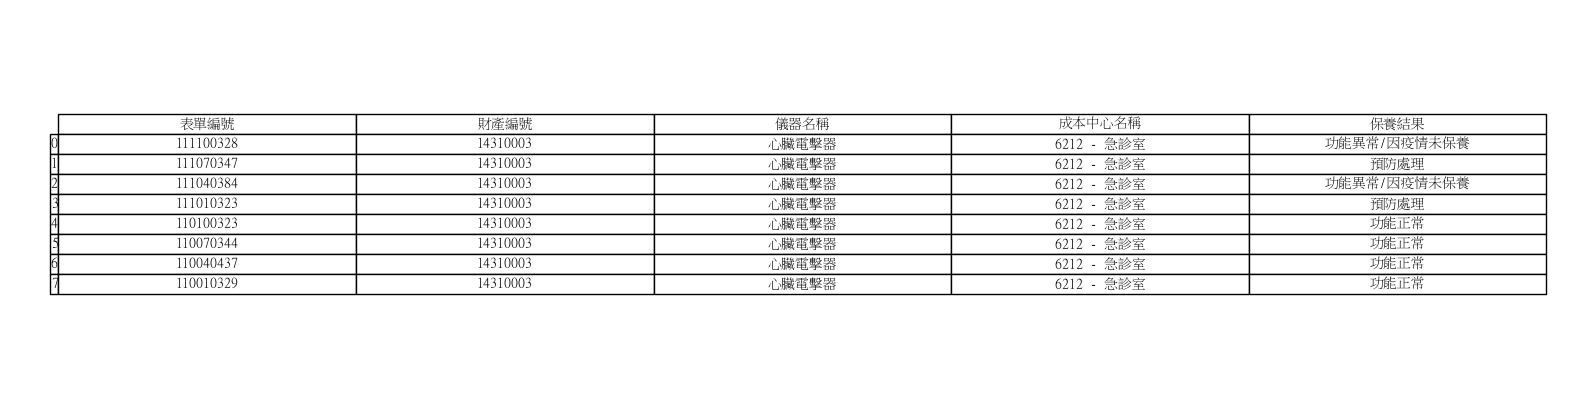 表單編號 財產編號 儀器名稱 成本中心名稱 保養結果
0 111100328 14310003 心臟電擊器 6212 - 急診室 功能異常/因疫情未保養
1 111070347 14310003 心臟電擊器 6212 - 急診室 預防處理
2 111040384 14310003 心臟電擊器 6212 - 急診室 功能異常/因疫情未保養
3 111010323 14310003 心臟電擊器 6212 - 急診室 預防處理
4 110100323 14310003 心臟電擊器 6212 - 急診室 功能正常
5 110070344 14310003 心臟電擊器 6212 - 急診室 功能正常
6 110040437 14310003 心臟電擊器 6212 - 急診室 功能正常
7 110010329 14310003 心臟電擊器 6212 - 急診室 功能正常